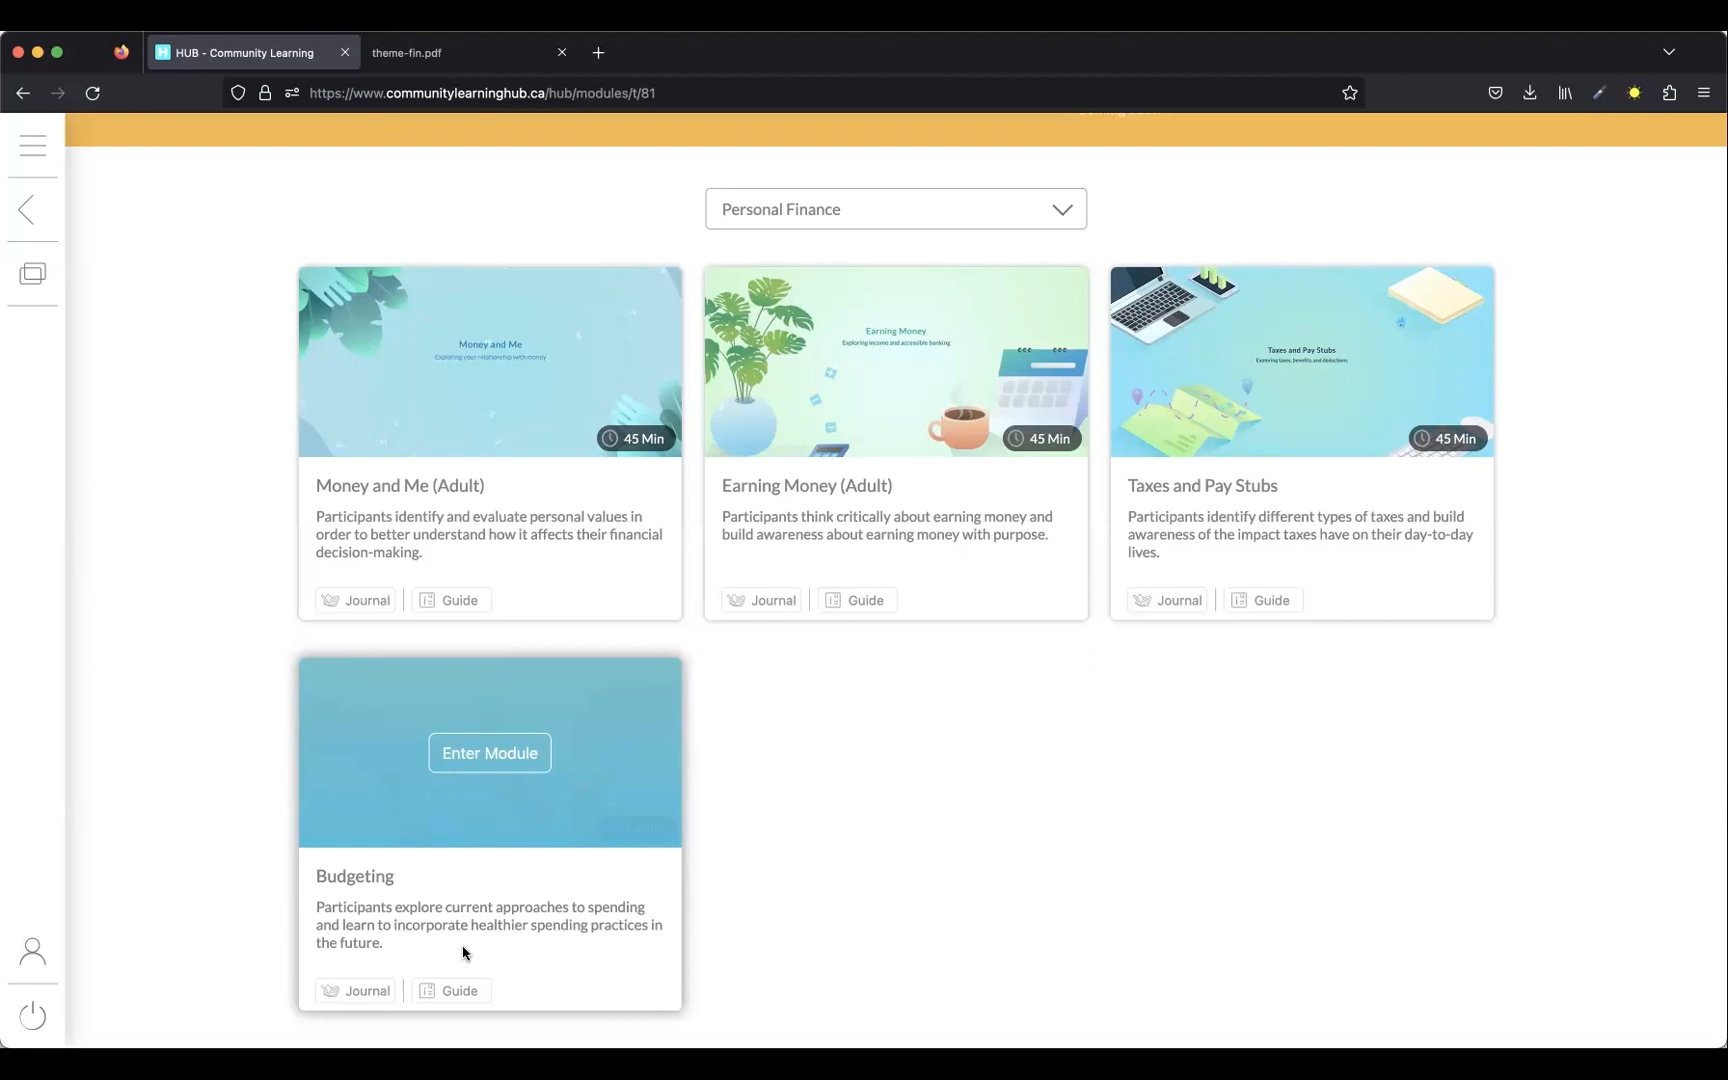 HUB - Community Learning
theme-fin.pdf
https://www.communitylearninghub.ca/hub/modules/t/81
Personal Finance
Money and Me
Exploring your relationship with money
45 Min
Earning Money
Exploring income and accessible banking
45 Min
Taxes and Pay Stubs
Exploring taxes, benefits, and deductions
45 Min
Money and Me (Adult)
Participants identify and evaluate personal values in
order to better understand how it affects their financial
decision-making.
Journal
Guide
Earning Money (Adult)
Participants think critically about earning money and
build awareness about earning money with purpose.
Journal
Guide
Taxes and Pay Stubs
Participants identify different types of taxes and build
awareness of the impact taxes have on their day-to-day
lives.
Journal
Guide
Enter Module
Budgeting
Participants explore current approaches to spending
and learn to incorporate healthier spending practices in
the future.
Journal
Guide